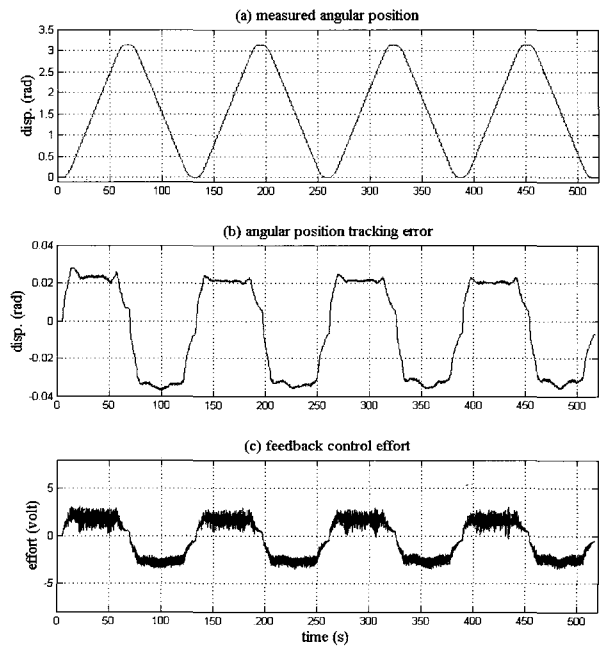 (a) measured angular position
3.5
3
2.5
2
1.5
1
0.5
0
disp. (rad)
0 50 100 150 200 250 300 350 400 450 500
(b) angular position tracking error
0.04
0.02
0
-0.02
-0.04
disp. (rad)
0 50 100 150 200 250 300 350 400 450 500
(c) feedback control effort
5
0
-5
effort (volt)
0 50 100 150 200 250 300 350 400 450 500
time (s)